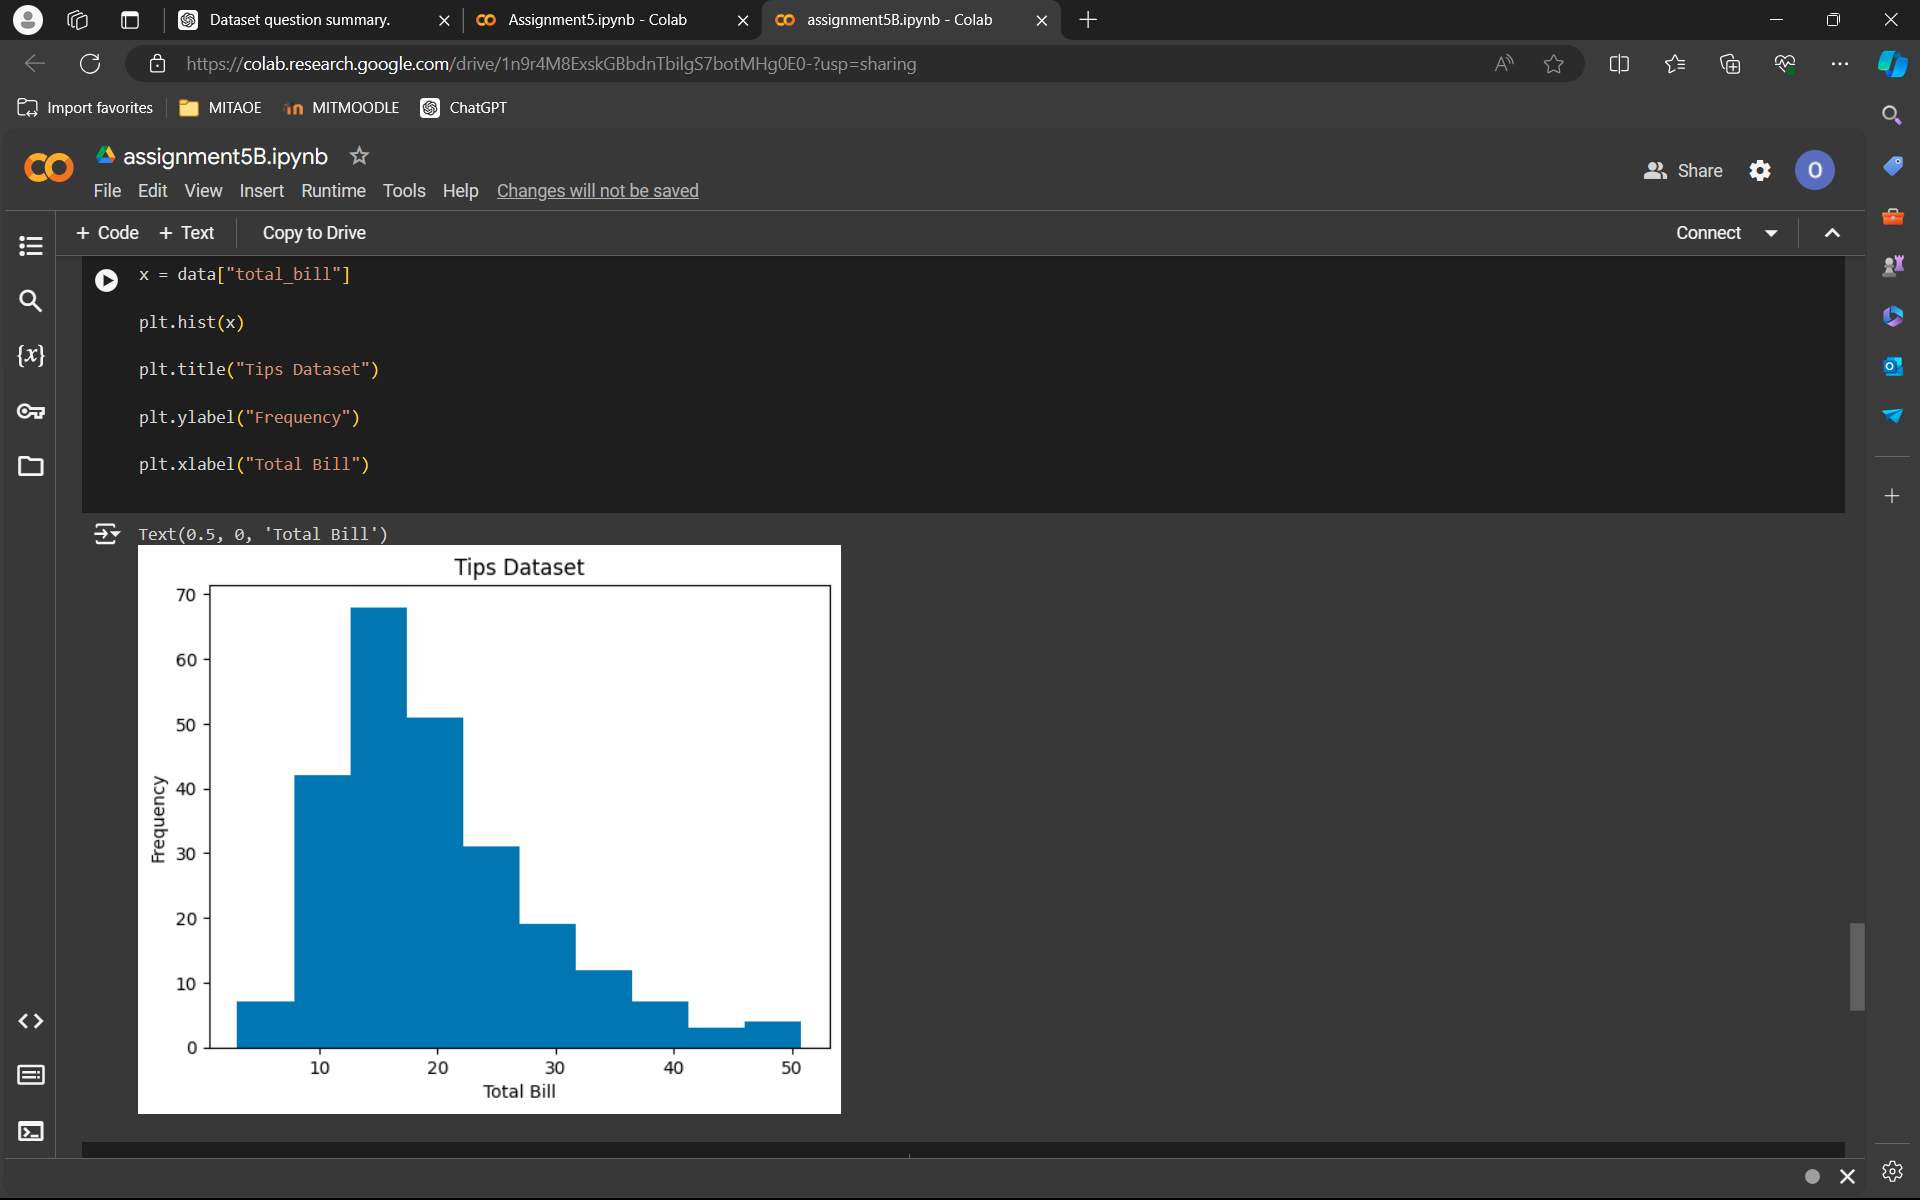 Dataset question summary.
Assignment5.ipynb - Colab
assignment5B.ipynb - Colab
https://colab.research.google.com/drive/1n9r4M8ExskGBbdnTbilgS7botMHg0E0-?usp=sharing
Import favorites
MITAOE
MITMOODLE
ChatGPT
assignment5B.ipynb
Share
O
File Edit View Insert Runtime Tools Help Changes will not be saved
+ Code + Text Copy to Drive
Connect
x = data["total_bill"]
plt.hist(x)
plt.title("Tips Dataset")
plt.ylabel("Frequency")
plt.xlabel("Total Bill")
Text(0.5, 0, 'Total Bill')
Tips Dataset
70
60
50
40
30
20
10
0
Frequency
10 20 30 40 50
Total Bill